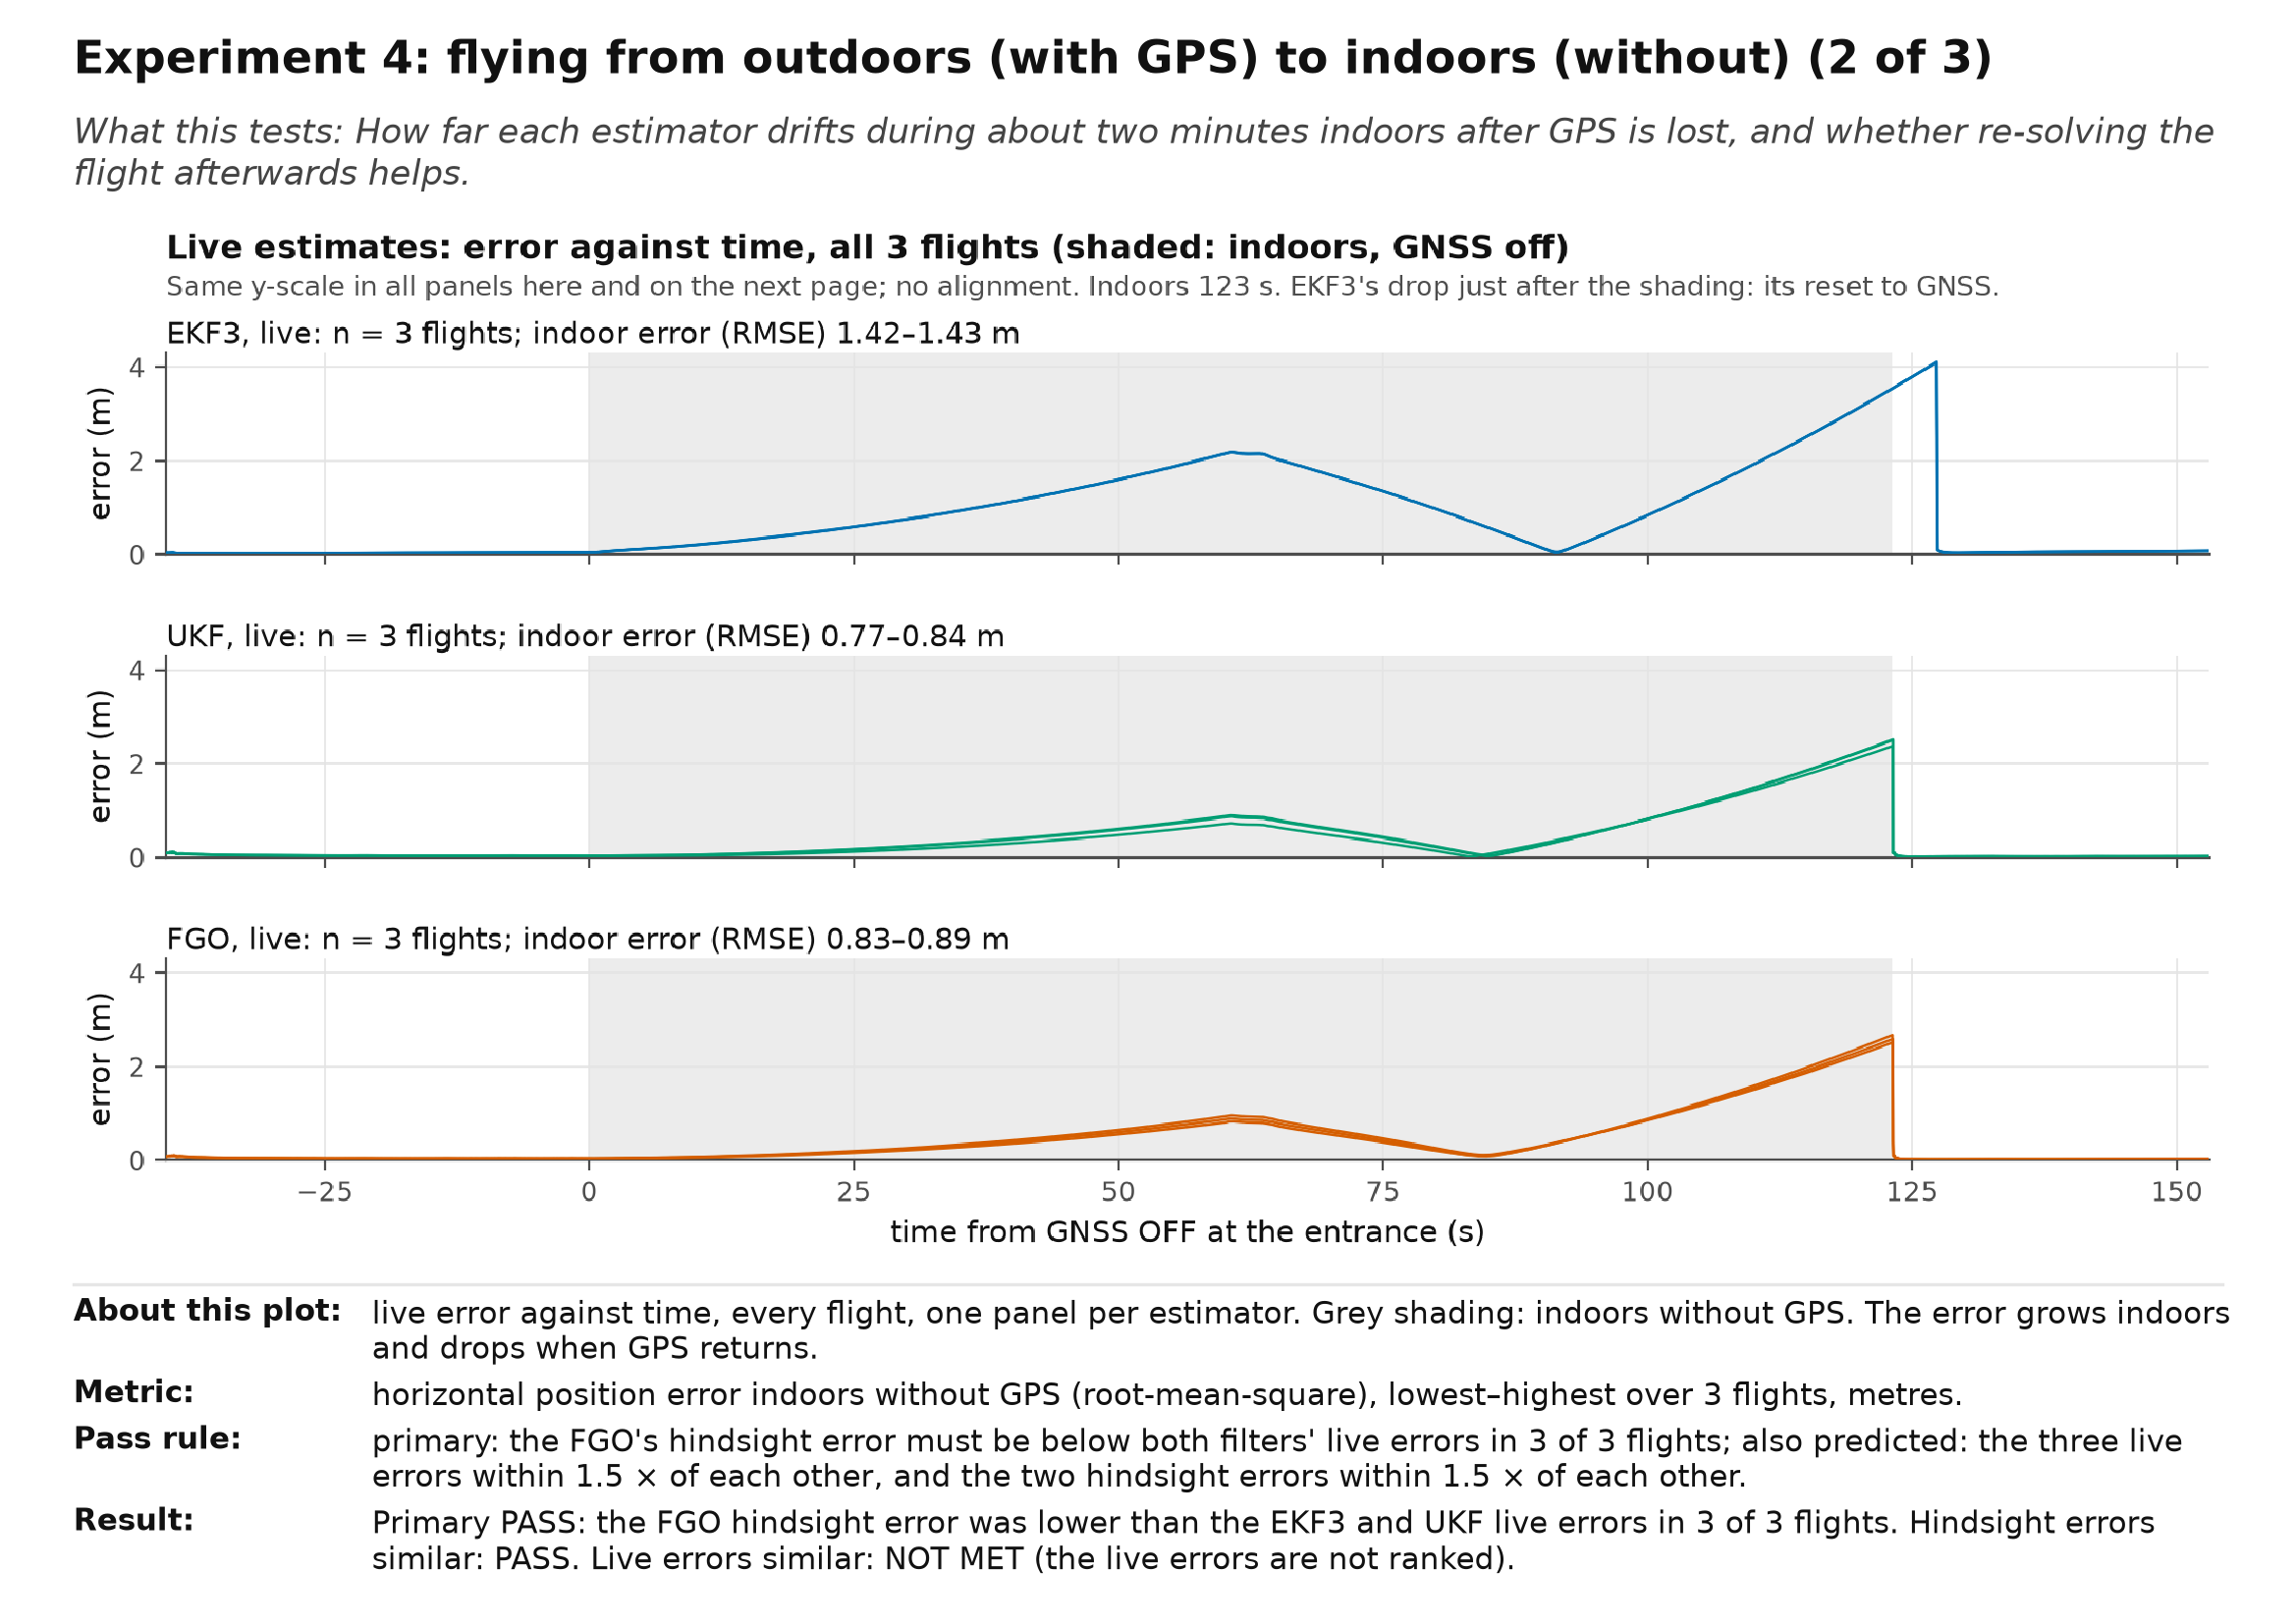 Experiment 4: flying from outdoors (with GPS) to indoors (without) (2 of 3)
What this tests: How far each estimator drifts during about two minutes indoors after GPS is lost, and whether re-solving the
flight afterwards helps.
Live estimates: error against time, all 3 flights (shaded: indoors, GNSS off)
Same y-scale in all panels here and on the next page; no alignment. Indoors 123 s. EKF3's drop just after the shading: its reset to GNSS.
EKF3, live: n = 3 flights; indoor error (RMSE) 1.42–1.43 m
4
2
0
error (m)
UKF, live: n = 3 flights; indoor error (RMSE) 0.77–0.84 m
4
2
0
error (m)
FGO, live: n = 3 flights; indoor error (RMSE) 0.83–0.89 m
4
2
0
error (m)
−25 0 25 50 75 100 125 150
time from GNSS OFF at the entrance (s)
About this plot: live error against time, every flight, one panel per estimator. Grey shading: indoors without GPS. The error grows indoors
and drops when GPS returns.
Metric: horizontal position error indoors without GPS (root-mean-square), lowest–highest over 3 flights, metres.
Pass rule: primary: the FGO's hindsight error must be below both filters' live errors in 3 of 3 flights; also predicted: the three live
errors within 1.5 × of each other, and the two hindsight errors within 1.5 × of each other.
Result: Primary PASS: the FGO hindsight error was lower than the EKF3 and UKF live errors in 3 of 3 flights. Hindsight errors
similar: PASS. Live errors similar: NOT MET (the live errors are not ranked).